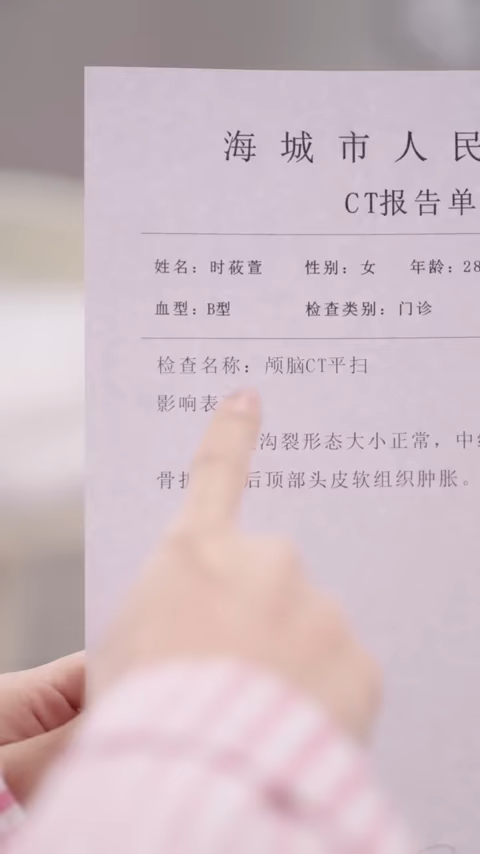 海城市人民
CT报告单
姓名：时莜萱 性别：女 年龄：28
血型：B型 检查类别：门诊
检查名称：颅脑CT平扫
影响表
沟裂形态大小正常，中
骨 后顶部头皮软组织肿胀。